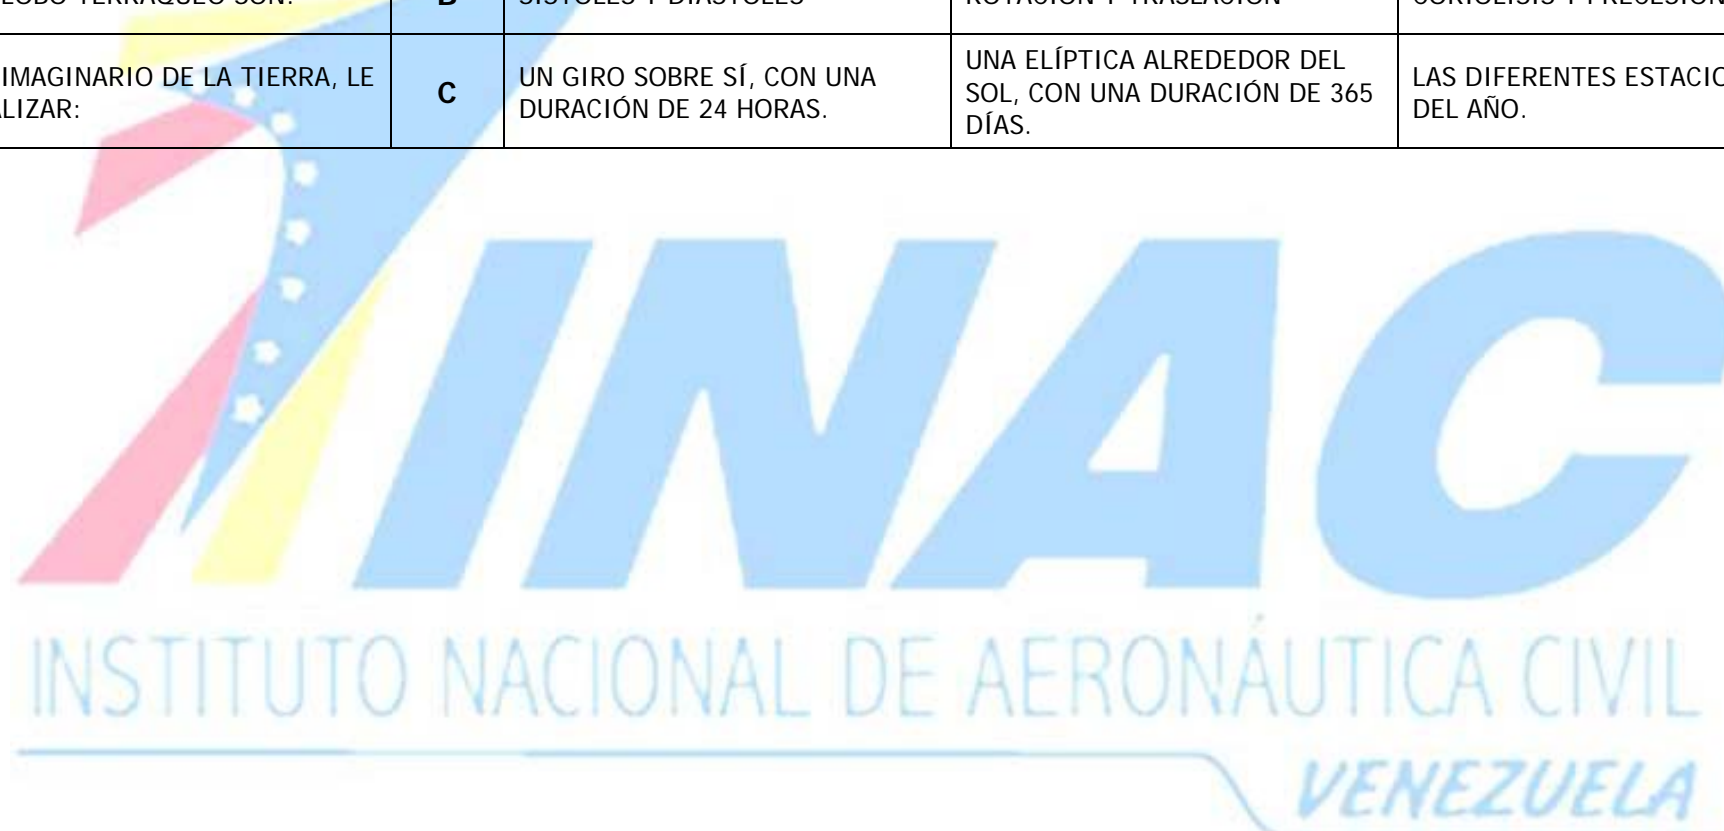 B
IMAGINARIO DE LA TIERRA, LE
ALIZAR:
C
UN GIRO SOBRE SÍ, CON UNA
DURACIÓN DE 24 HORAS.
UNA ELÍPTICA ALREDEDOR DEL
SOL, CON UNA DURACIÓN DE 365
DÍAS.
LAS DIFERENTES ESTACIO
DEL AÑO.
INAC
INSTITUTO NACIONAL DE AERONÁUTICA CIVIL
VENEZUELA